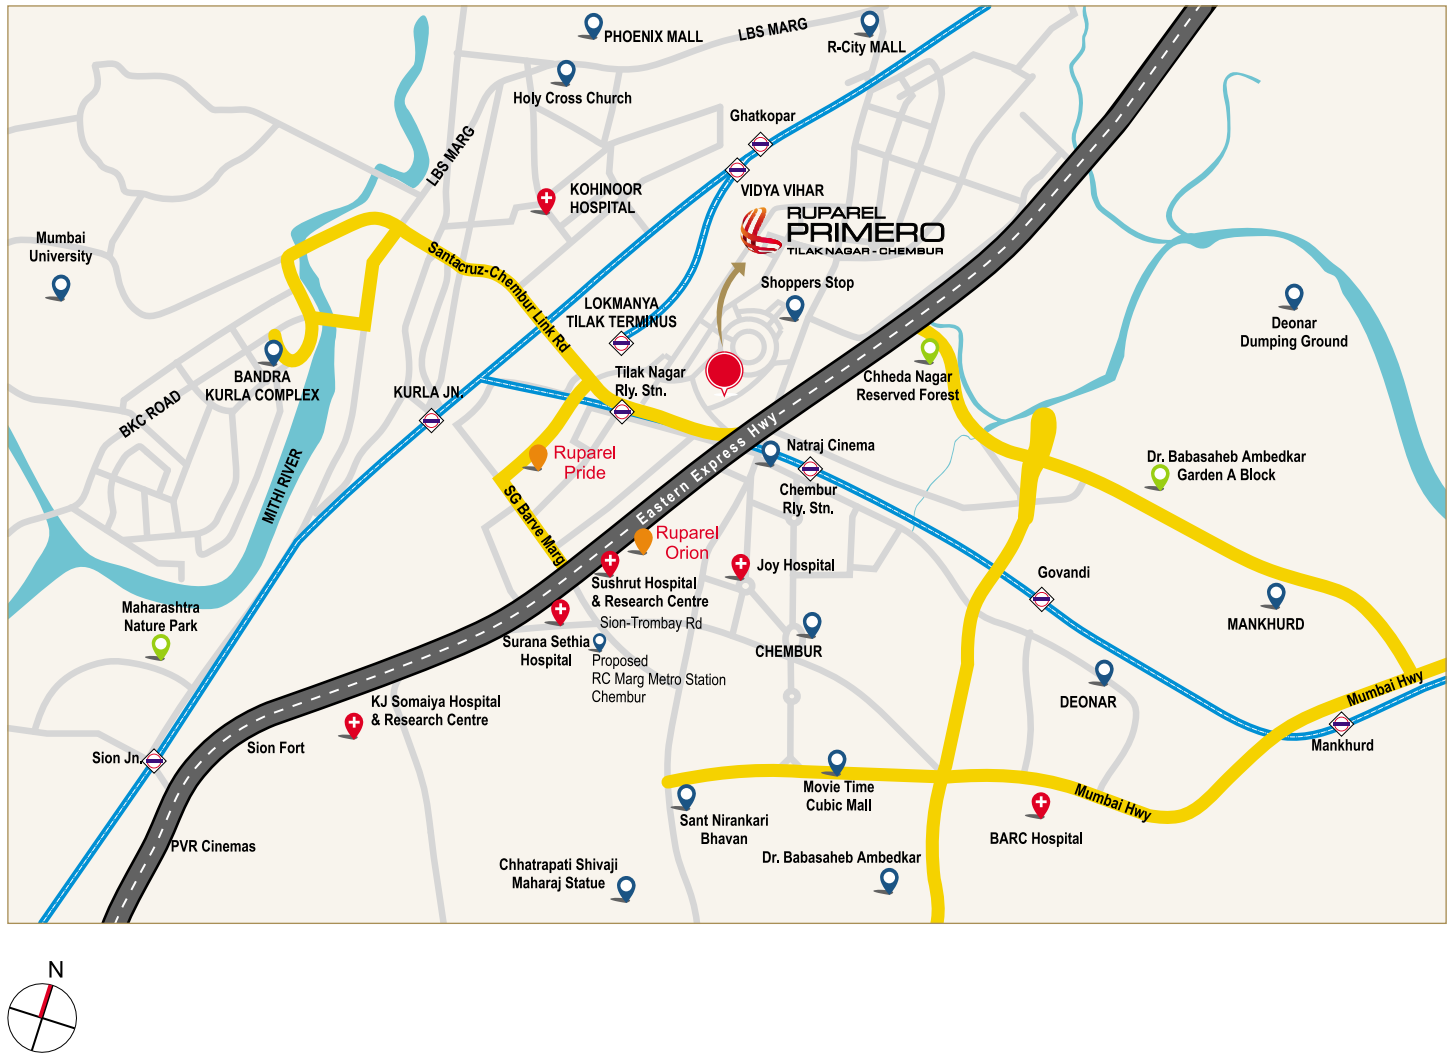 PHOENIX MALL
LBS MARG
R-City MALL
Holy Cross Church
Ghatkopar
LBS MARG
KOHINOOR
HOSPITAL
VIDYA VIHAR
RUPAREL
PRIMERO
TILAK NAGAR - CHEMBUR
Mumbai
University
Santacruz-Chembur Link Rd
Shoppers Stop
LOKMANYA
TILAK TERMINUS
Deonar
Dumping Ground
BANDRA
KURLA COMPLEX
Tilak Nagar
Rly. Stn.
KURLA JN.
Chheda Nagar
Reserved Forest
BKC ROAD
Eastern Express Hwy
Natraj Cinema
Ruparel
Pride
Dr. Babasaheb Ambedkar
Garden A Block
MITHI RIVER
SG Barve Marg
Chembur
Rly. Stn.
Ruparel
Orion
Joy Hospital
Govandi
Sushrut Hospital
& Research Centre
Maharashtra
Nature Park
Sion-Trombay Rd
MANKHURD
Surana Sethia
Hospital
CHEMBUR
Proposed
RC Marg Metro Station
Chembur
DEONAR
Mumbai Hwy
KJ Somaiya Hospital
& Research Centre
Sion Fort
Mankhurd
Sion Jn.
Movie Time
Cubic Mall
Mumbai Hwy
Sant Nirankari
Bhavan
BARC Hospital
PVR Cinemas
Dr. Babasaheb Ambedkar
Chhatrapati Shivaji
Maharaj Statue
N